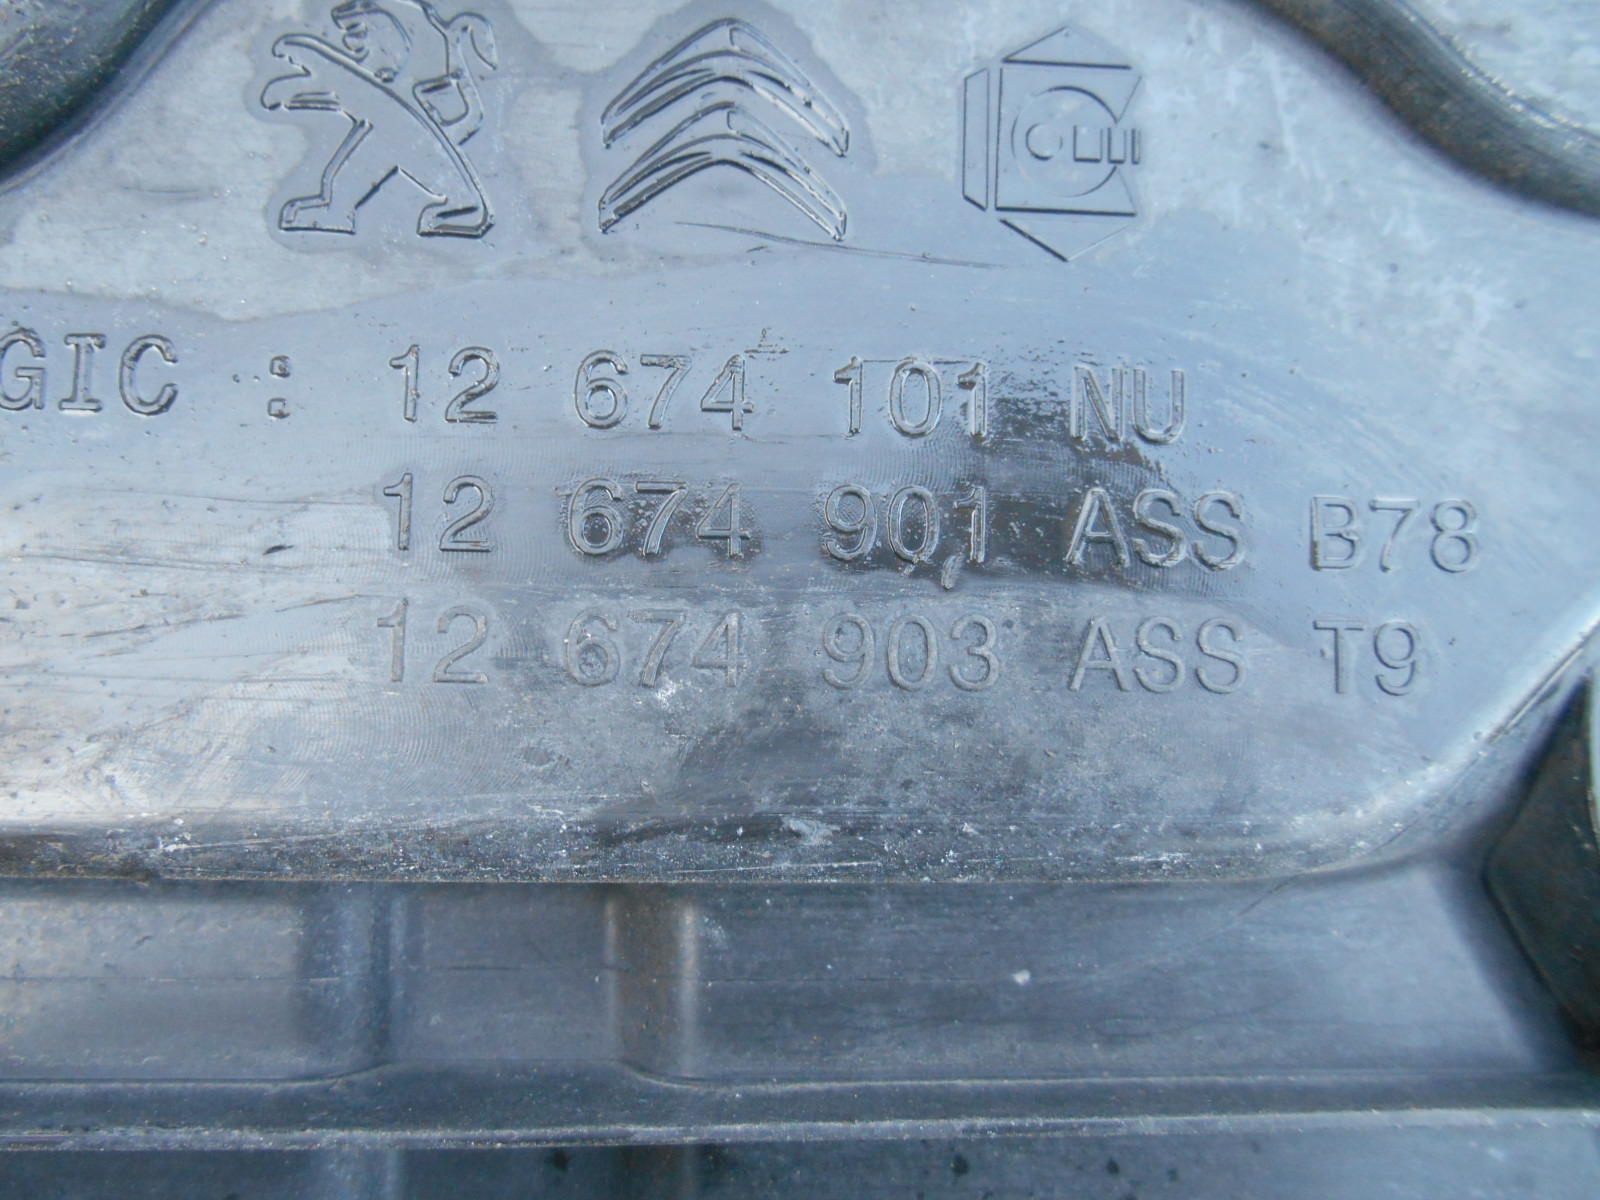 GIC : 12 674 101 NU
12 674 901 ASS B78
12 674 903 ASS T9